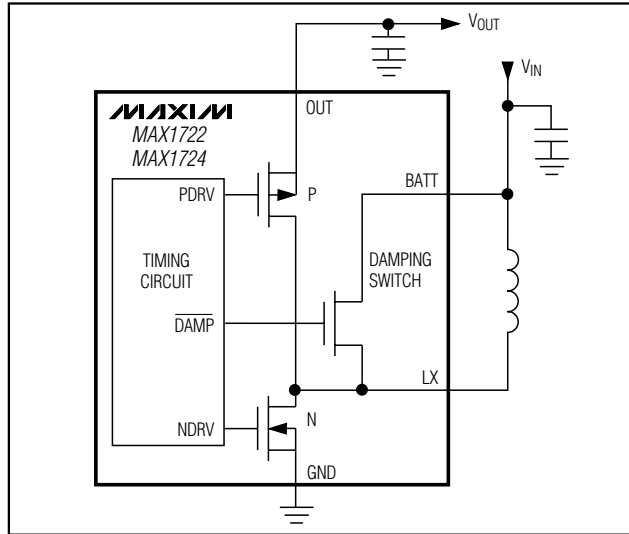 VOUT
VIN
OUT
MAXIM
MAX1722
MAX1724
BATT
PDRV
P
TIMING
CIRCUIT
DAMPING
SWITCH
DAMP
LX
NDRV
N
GND